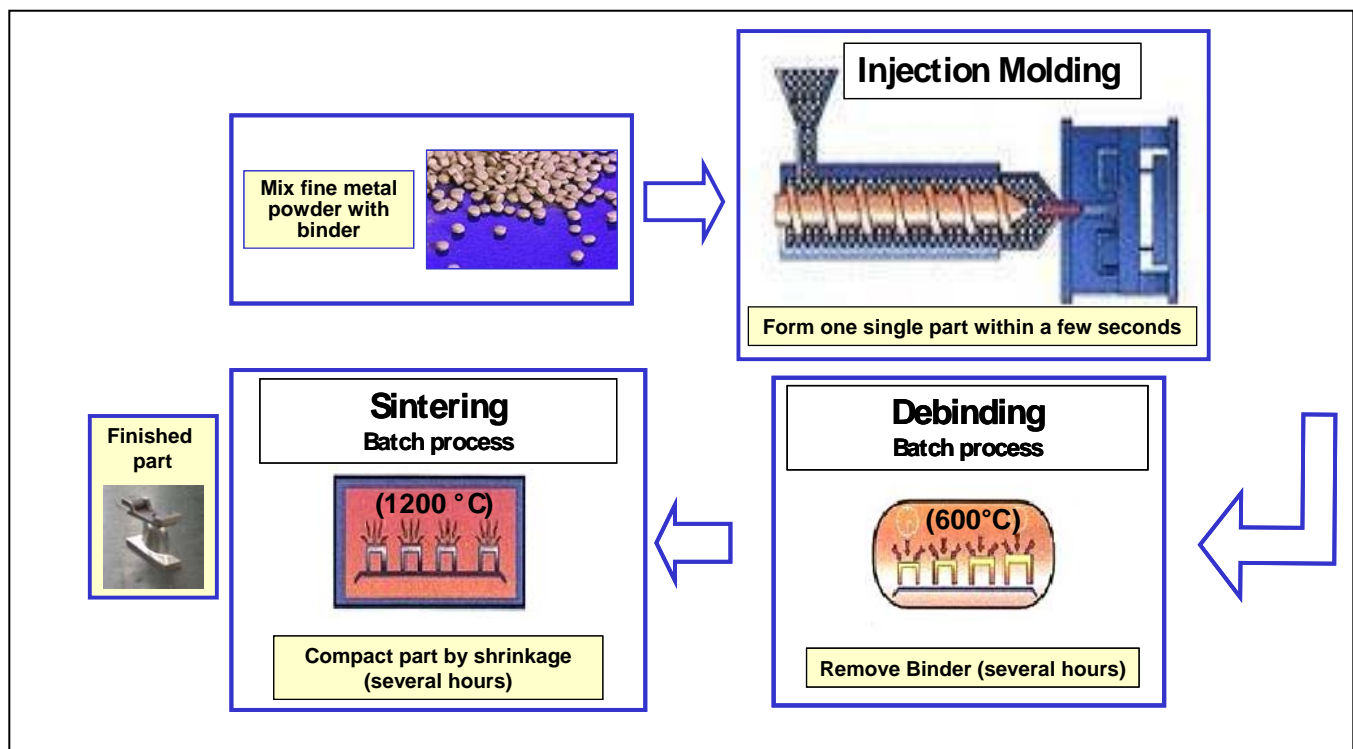 Injection Molding
Mix fine metal
powder with
binder
Form one single part within a few seconds
Finished
part
Sintering
Batch process
(1200 °C)
Compact part by shrinkage
(several hours)
Debinding
Batch process
(600°C)
Remove Binder (several hours)